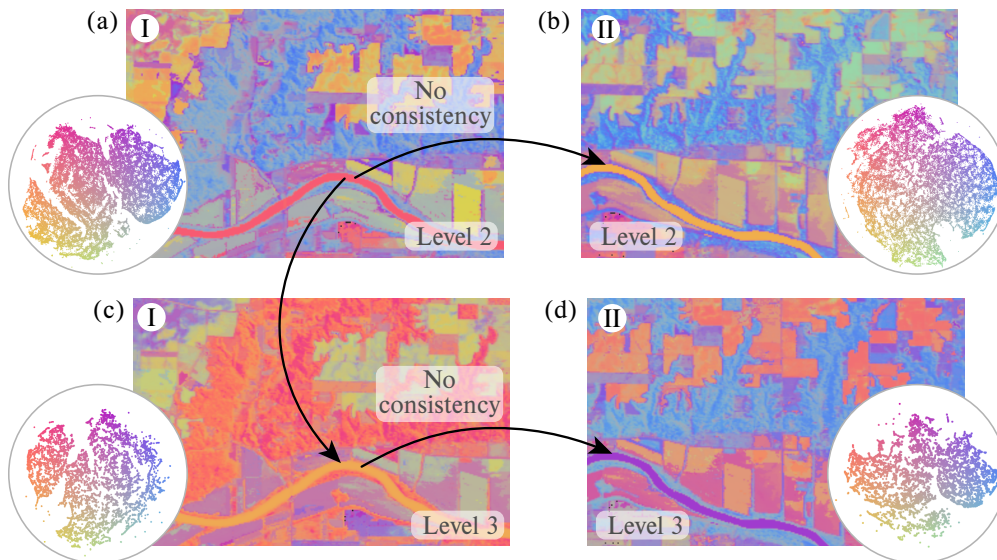 (a)
I
No
consistency
Level 2
(b)
II
Level 2
(c)
I
No
consistency
Level 3
(d)
II
Level 3